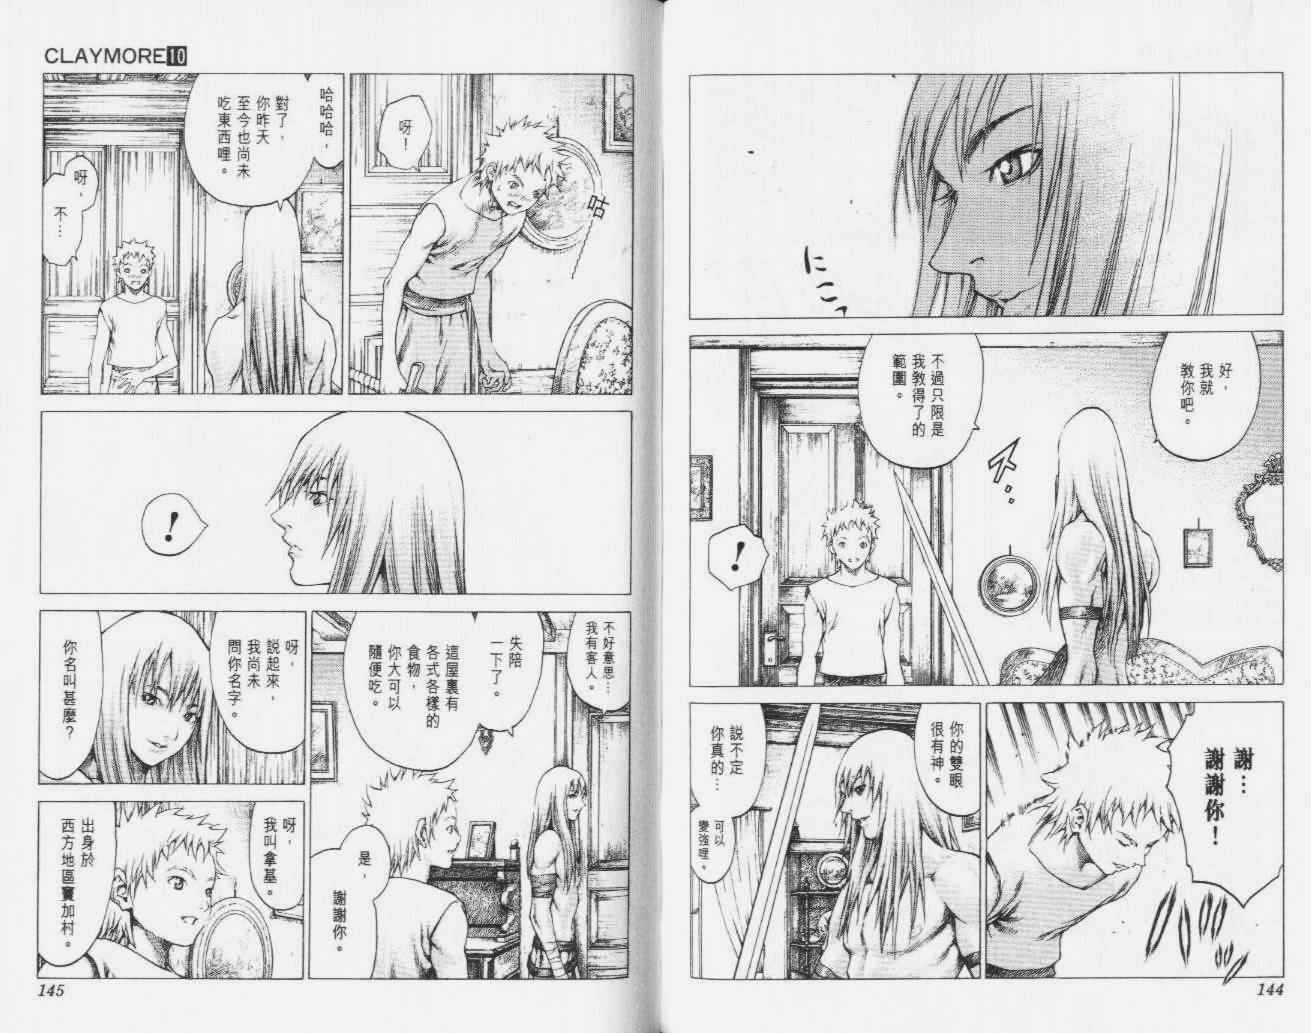 にこっ
好，
我就
教你吧。
不過只限是
我教得了的
範圍。
ス・・
！
謝…
謝謝你！
你的雙眼
很有神。
說不定
你真的…
可以
變強哩。
144
CLAYMORE 10
呀！
咕
哈哈哈，
對了，
你昨天
至今也尚未
吃東西哩。
呀，
不…
！
不好意思…
我有客人。
失陪
一下了。
這屋裏有
各式各樣的
食物，
你大可以
隨便吃。
是，
謝謝你。
呀，
說起來，
我尚未
問你名字。
你名叫甚麼？
呀，
我叫拿基。
出身於
西方地區寶加村。
145